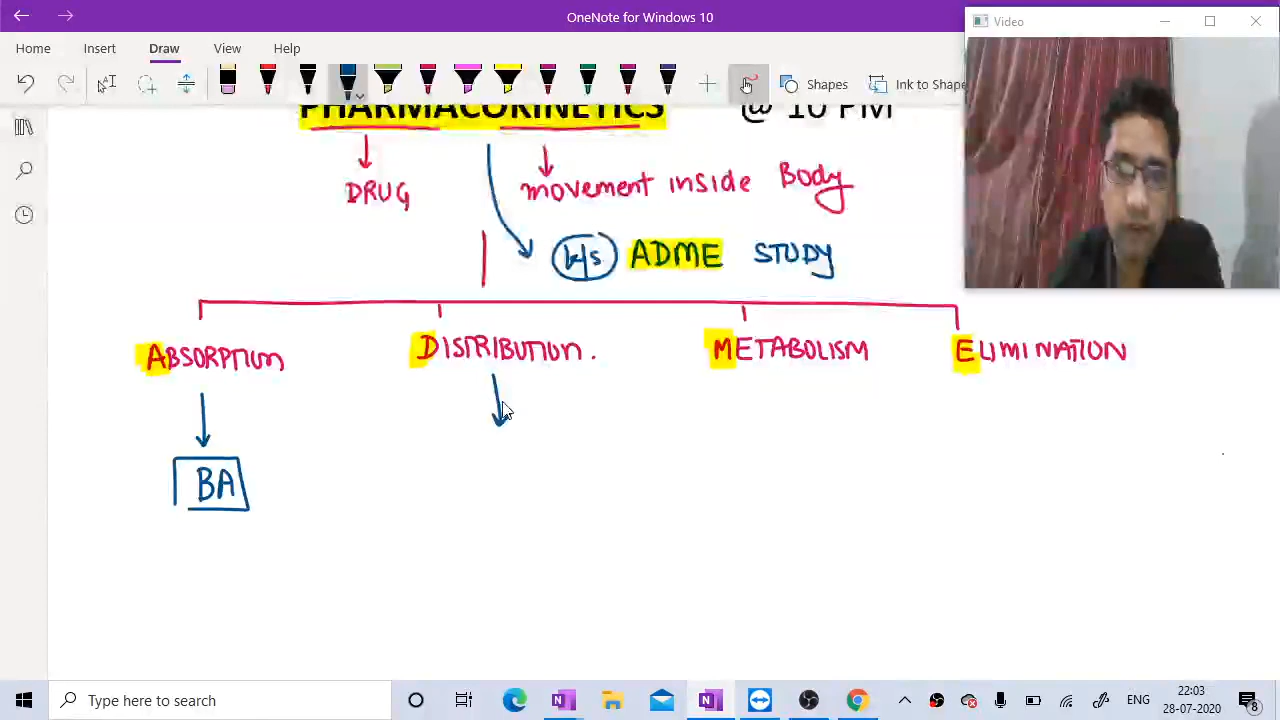 OneNote for Windows 10
Video
Home Insert Draw View Help
Shapes Ink to Shape
PHARMACOKINETICS @ 10 PM
DRUG movement inside Body
k/s ADME STUDY
ABSORPTION DISTRIBUTION. METABOLISM ELIMINATION
BA
Type here to search
ENG
22:03
28-07-2020
8